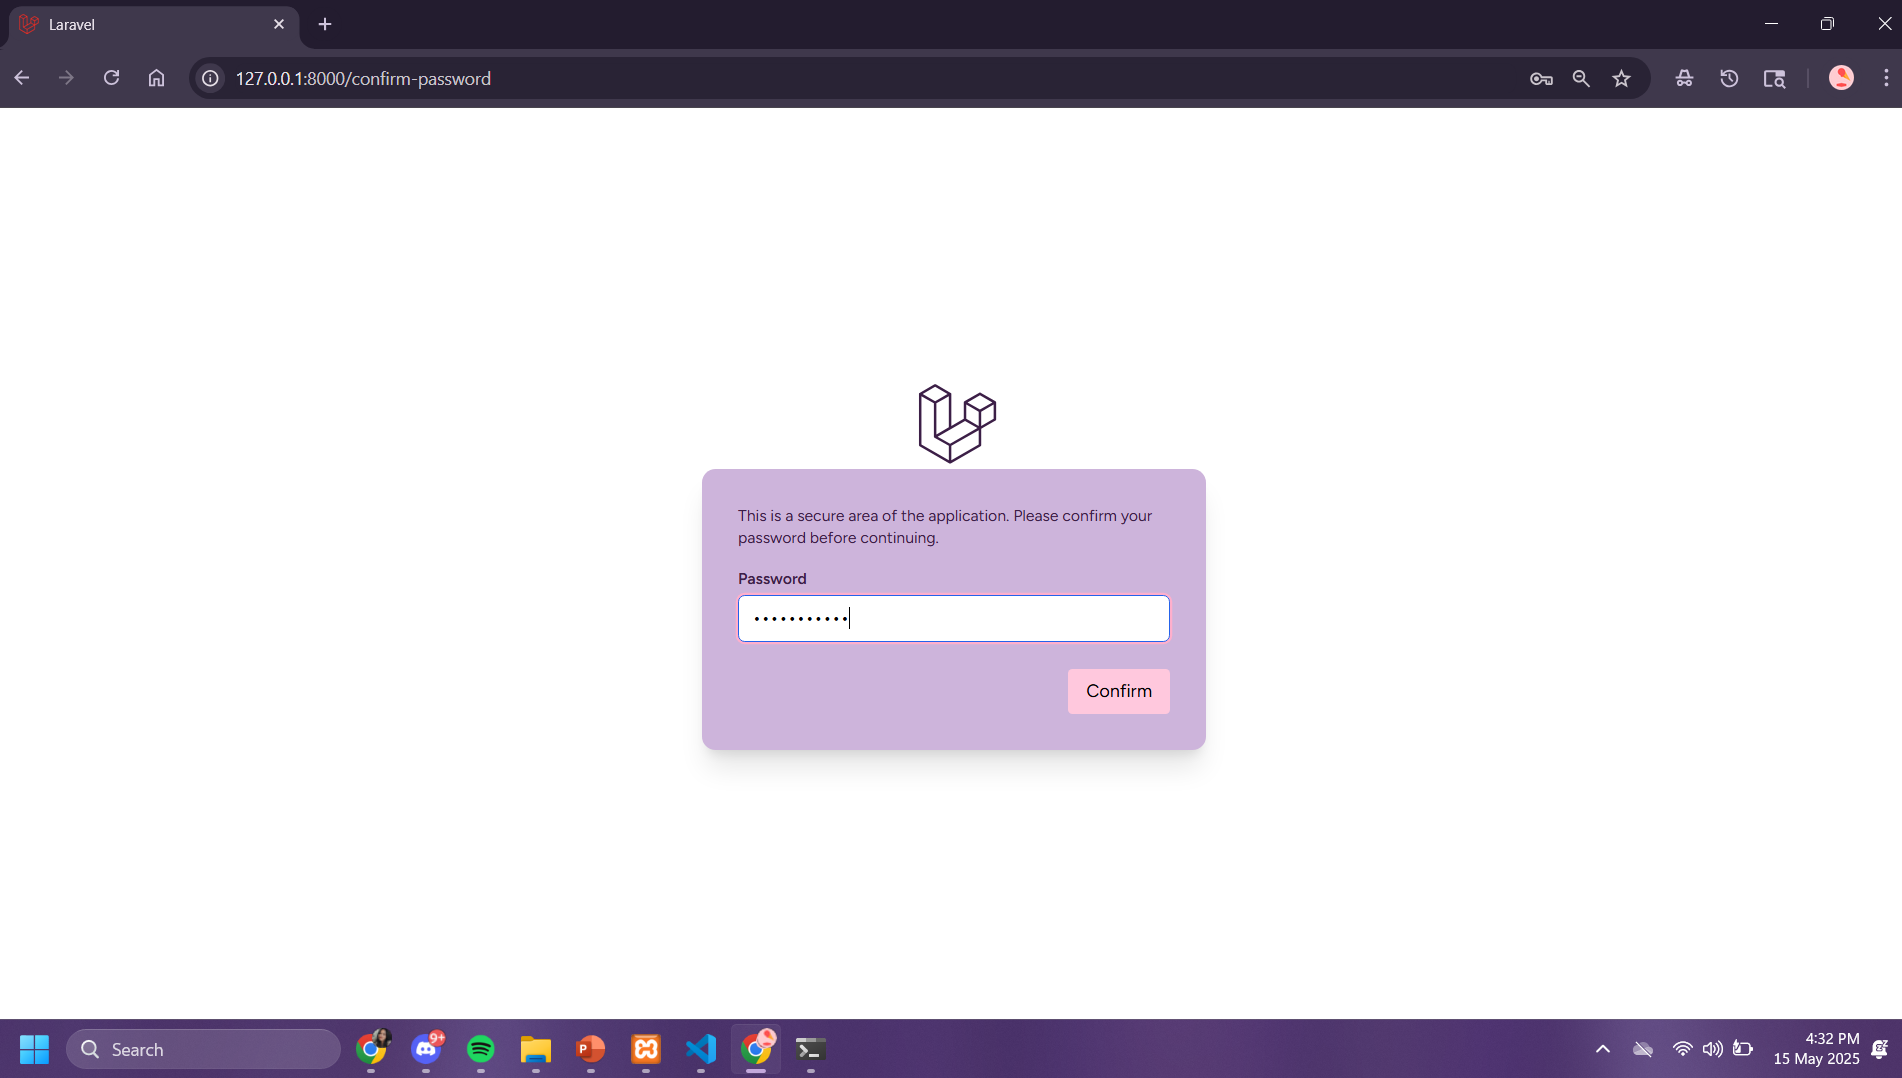 Laravel
127.0.0.1:8000/confirm-password
This is a secure area of the application. Please confirm your
password before continuing.
Password
•••••••••••
Confirm
Search
9+
P
4:32 PM
15 May 2025